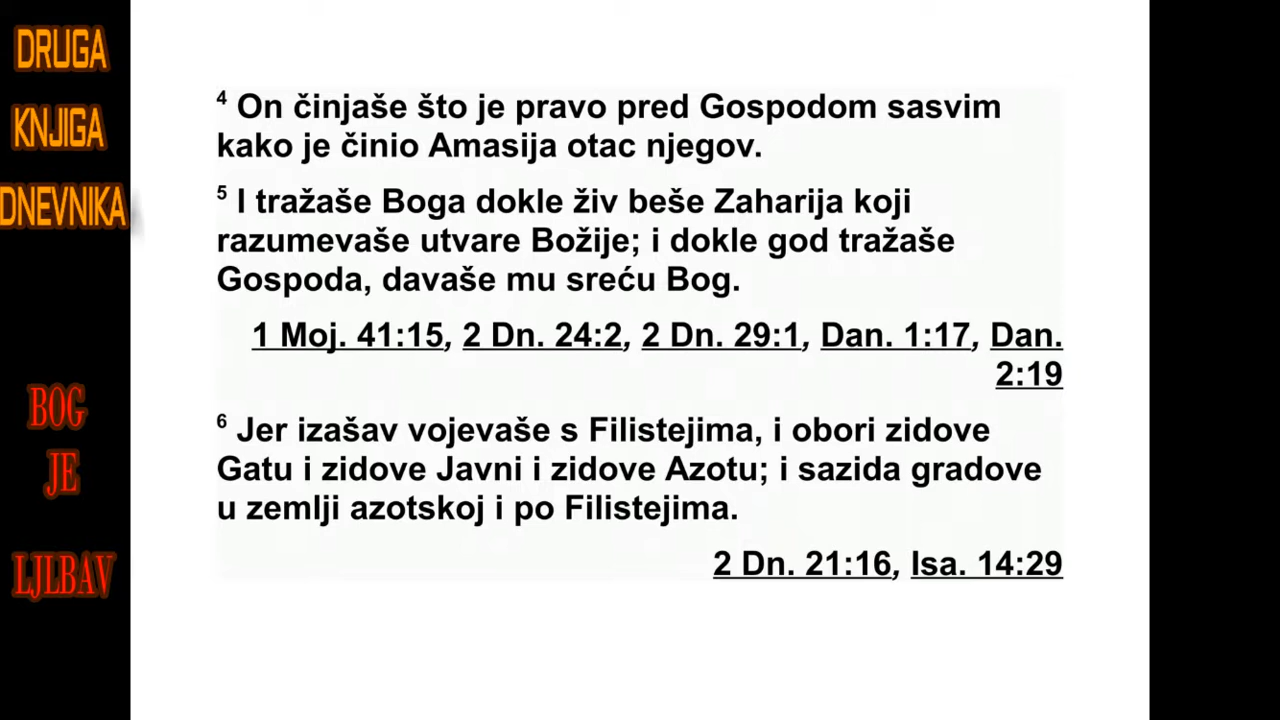 DRUGA
KNJIGA
DNEVNIKA
BOG
JE
LJLBAV
4 On činjaše što je pravo pred Gospodom sasvim
kako je činio Amasija otac njegov.
5 I tražaše Boga dokle živ beše Zaharija koji
razumevaše utvare Božije; i dokle god tražaše
Gospoda, davaše mu sreću Bog.
1 Moj. 41:15, 2 Dn. 24:2, 2 Dn. 29:1, Dan. 1:17, Dan.
2:19
6 Jer izašav vojevaše s Filistejima, i obori zidove
Gatu i zidove Javni i zidove Azotu; i sazida gradove
u zemlji azotskoj i po Filistejima.
2 Dn. 21:16, Isa. 14:29